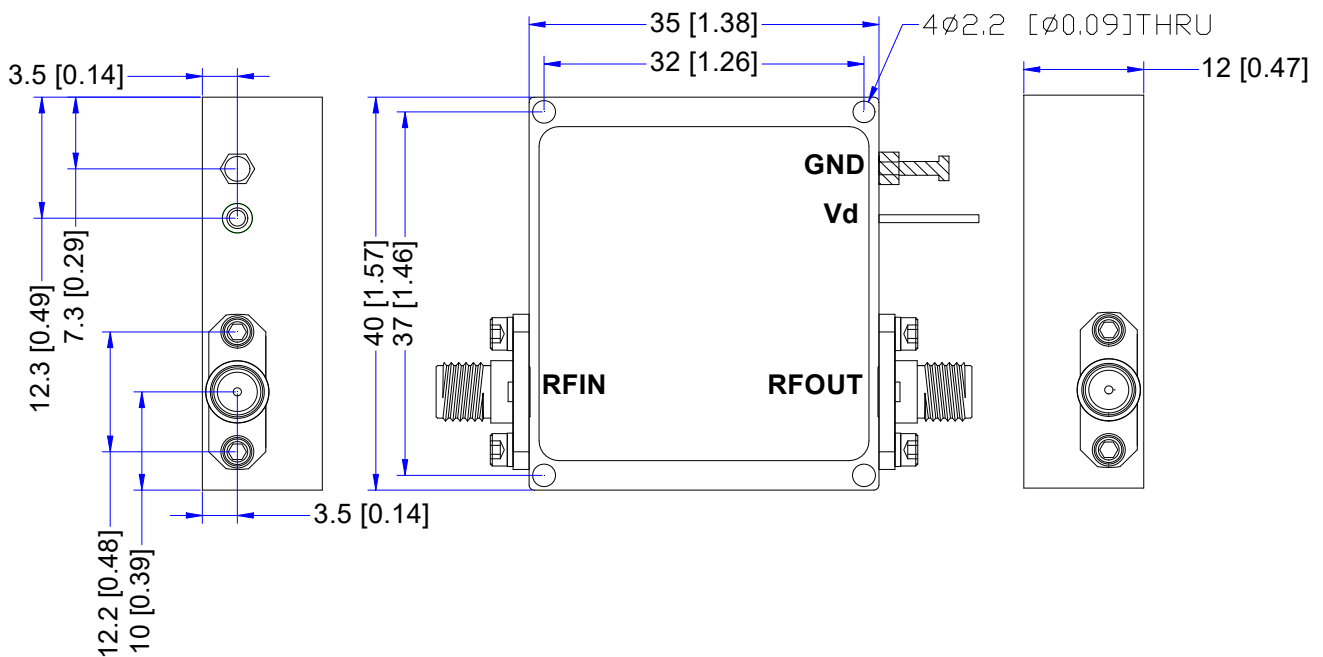 35 [1.38]
4⌀2.2 [⌀0.09]THRU
32 [1.26]
3.5 [0.14]
12 [0.47]
GND
Vd
12.3 [0.49]
7.3 [0.29]
40 [1.57]
37 [1.46]
RFIN
RFOUT
3.5 [0.14]
12.2 [0.48]
10 [0.39]